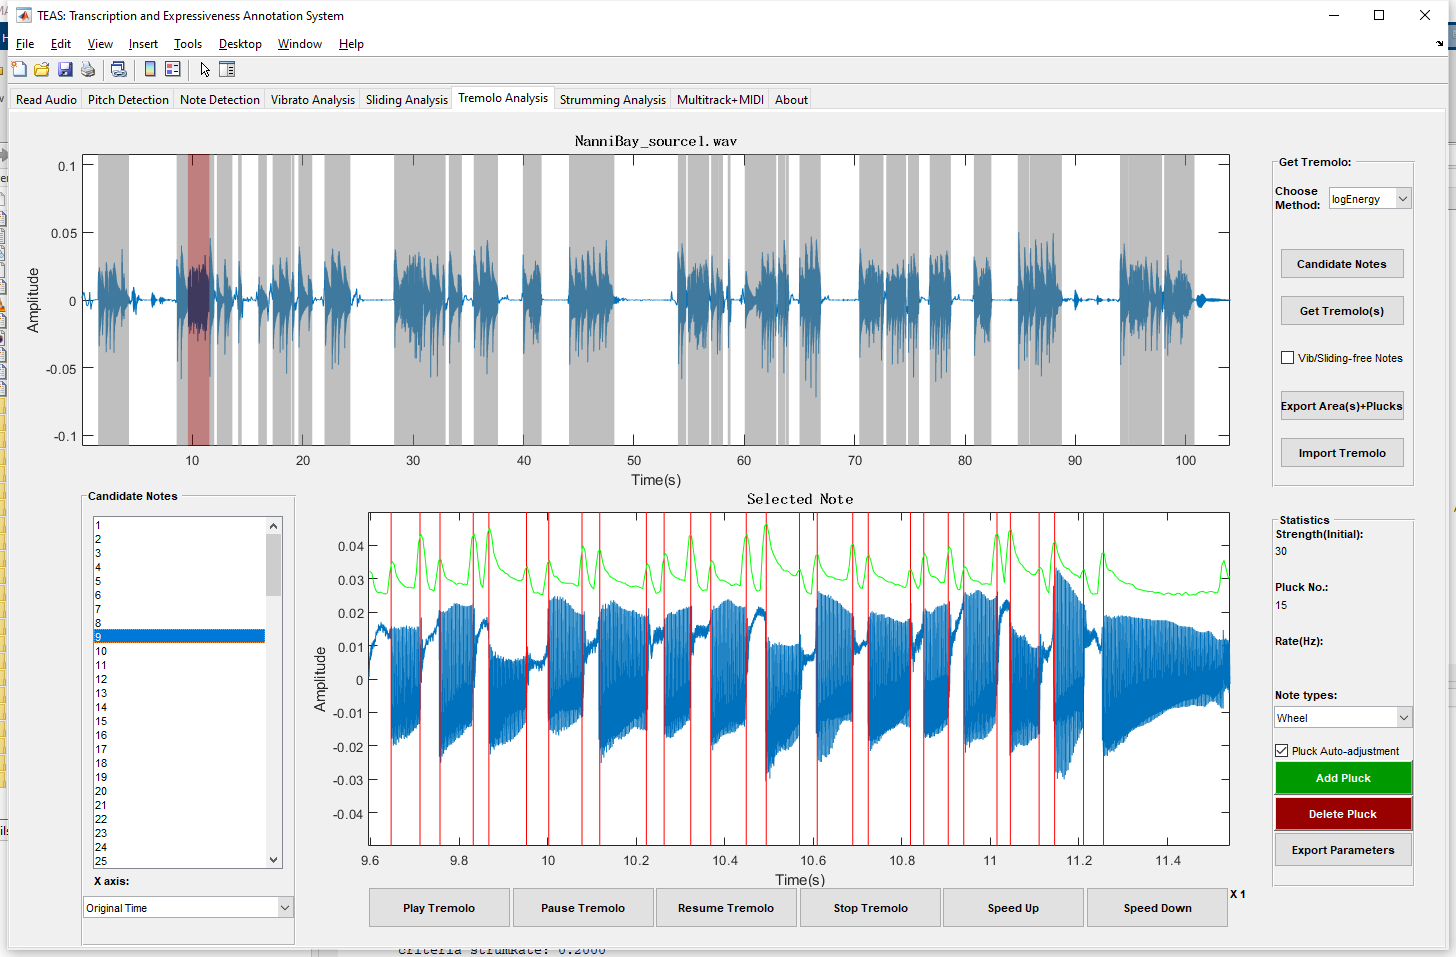 TEAS: Transcription and Expressiveness Annotation System
File Edit View Insert Tools Desktop Window Help
Read Audio Pitch Detection Note Detection Vibrato Analysis Sliding Analysis Tremolo Analysis Strumming Analysis Multitrack+MIDI About
NanniBay_source1.wav
0.1
0.05
0
-0.05
-0.1
Amplitude
10 20 30 40 50 60 70 80 90 100
Time(s)
Get Tremolo:
Choose
Method:
logEnergy
Candidate Notes
Get Tremolo(s)
Vib/Sliding-free Notes
Export Area(s)+Plucks
Import Tremolo
Candidate Notes
1
2
3
4
5
6
7
8
9
10
11
12
13
14
15
16
17
18
19
20
21
22
23
24
25
X axis:
Original Time
Selected Note
0.04
0.03
0.02
0.01
0
-0.01
-0.02
-0.03
-0.04
Amplitude
9.6 9.8 10 10.2 10.4 10.6 10.8 11 11.2 11.4
Time(s)
Play Tremolo Pause Tremolo Resume Tremolo Stop Tremolo Speed Up Speed Down
X 1
Statistics
Strength(Initial):
30
Pluck No.:
15
Rate(Hz):
Note types:
Wheel
Pluck Auto-adjustment
Add Pluck
Delete Pluck
Export Parameters
criteria strumRate: 0.2000